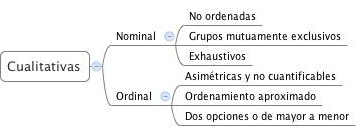 Cualitativas
Nominal
No ordenadas
Grupos mutuamente exclusivos
Exhaustivos
Ordinal
Asimétricas y no cuantificables
Ordenamiento aproximado
Dos opciones o de mayor a menor